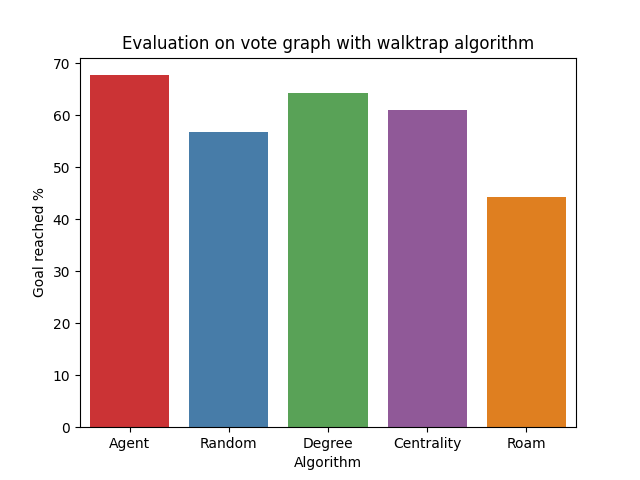 Evaluation on vote graph with walktrap algorithm
70
60
50
40
30
20
10
0
Goal reached %
Agent Random Degree Centrality Roam
Algorithm